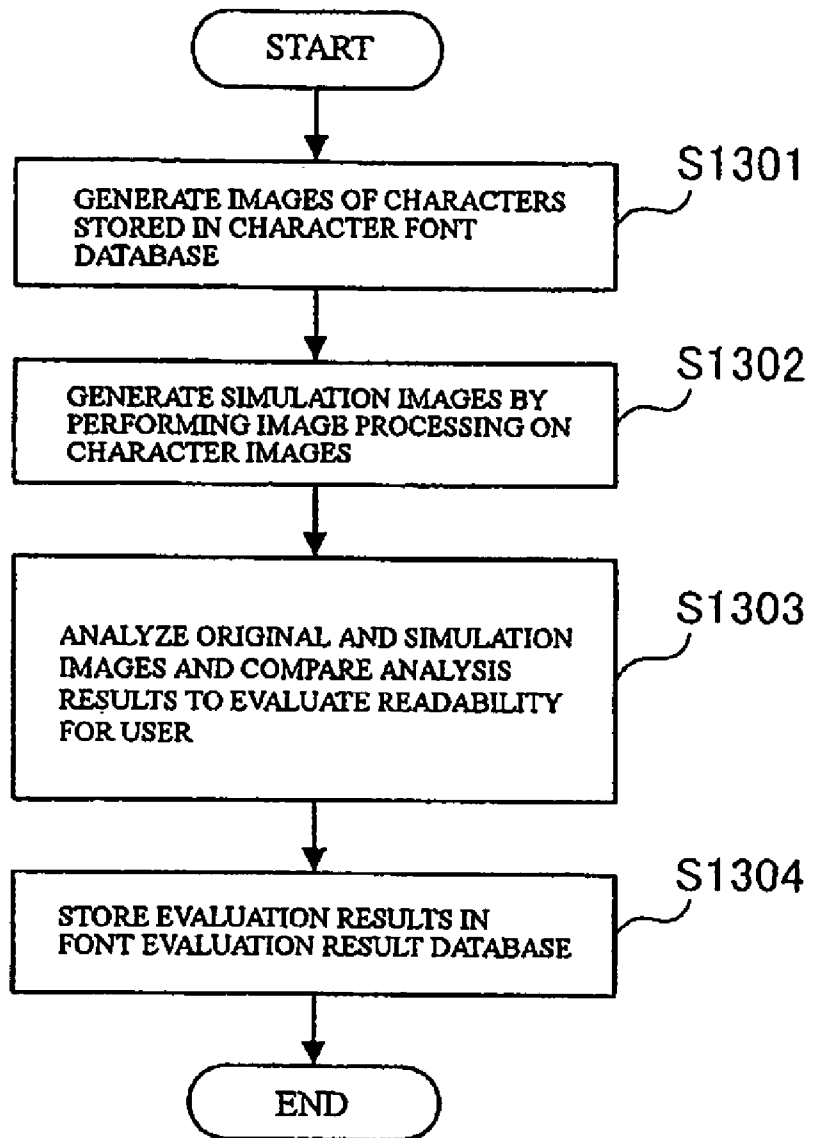 START
S1301
GENERATE IMAGES OF CHARACTERS
STORED IN CHARACTER FONT
DATABASE
S1302
GENERATE SIMULATION IMAGES BY
PERFORMING IMAGE PROCESSING ON
CHARACTER IMAGES
S1303
ANALYZE ORIGINAL AND SIMULATION
IMAGES AND COMPARE ANALYSIS
RESULTS TO EVALUATE READABILITY
FOR USER
S1304
STORE EVALUATION RESULTS IN
FONT EVALUATION RESULT DATABASE
END